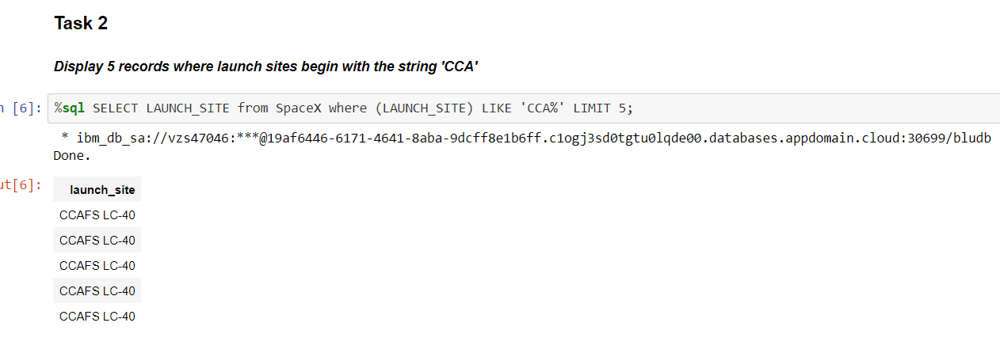 Task 2
Display 5 records where launch sites begin with the string 'CCA'
n [6]: %sql SELECT LAUNCH_SITE from SpaceX where (LAUNCH_SITE) LIKE 'CCA%' LIMIT 5;
* ibm_db_sa://vzs47046:***@19af6446-6171-4641-8aba-9dcff8e1b6ff.c1ogj3sd0tgtu0lqde00.databases.appdomain.cloud:30699/bludb
Done.
ut[6]: launch_site
CCAFS LC-40
CCAFS LC-40
CCAFS LC-40
CCAFS LC-40
CCAFS LC-40